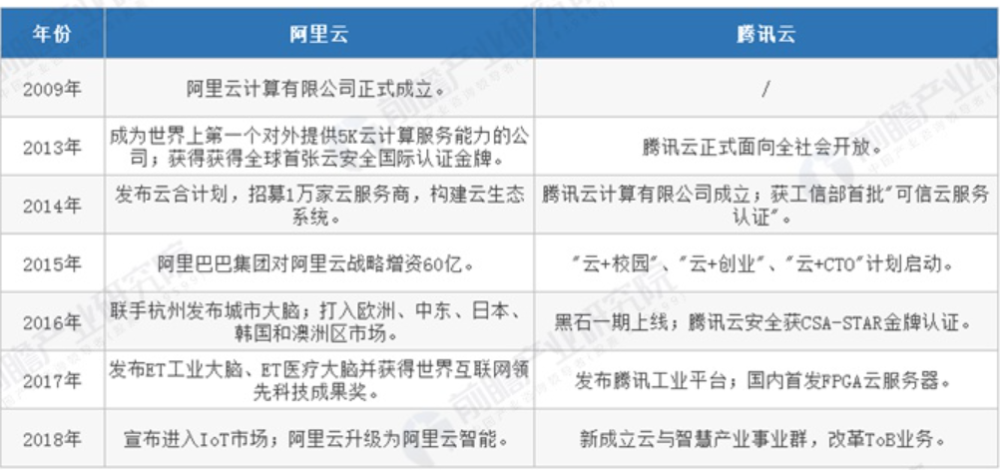 年份 阿里云 腾讯云
2009年 阿里云计算有限公司正式成立。 /
2013年 成为世界上第一个对外提供5K云计算服务能力的公
司；获得获得全球首张云安全国际认证金牌。 腾讯云正式面向全社会开放。
2014年 发布云合计划，招募1万家云服务商，构建云生态
系统。 腾讯云计算有限公司成立；获工信部首批"可信云服务
认证"。
2015年 阿里巴巴集团对阿里云战略增资60亿。 "云+校园"、"云+创业"、"云+CTO"计划启动。
2016年 联手杭州发布城市大脑；打入欧洲、中东、日本、
韩国和澳洲区市场。 黑石一期上线；腾讯云安全获CSA-STAR金牌认证。
2017年 发布ET工业大脑、ET医疗大脑并获得世界互联网领
先科技成果奖。 发布腾讯工业平台；国内首发FPGA云服务器。
2018年 宣布进入IoT市场；阿里云升级为阿里云智能。 新成立云与智慧产业事业群，改革ToB业务。
前瞻产业研究院